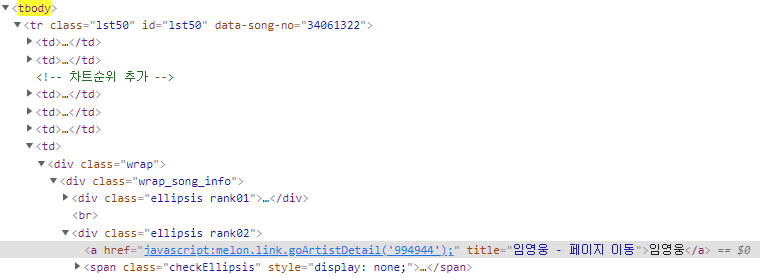 <tbody>
<tr class="lst50" id="lst50" data-song-no="34061322">
<td>…</td>
<td>…</td>
<!-- 차트순위 추가 -->
<td>…</td>
<td>…</td>
<td>…</td>
<td>
<div class="wrap">
<div class="wrap_song_info">
<div class="ellipsis rank01">…</div>
<br>
<div class="ellipsis rank02">
<a href="javascript:melon.link.goArtistDetail('994944');" title="임영웅 - 페이지 이동">임영웅</a> == $0
<span class="checkEllipsis" style="display: none;">…</span>